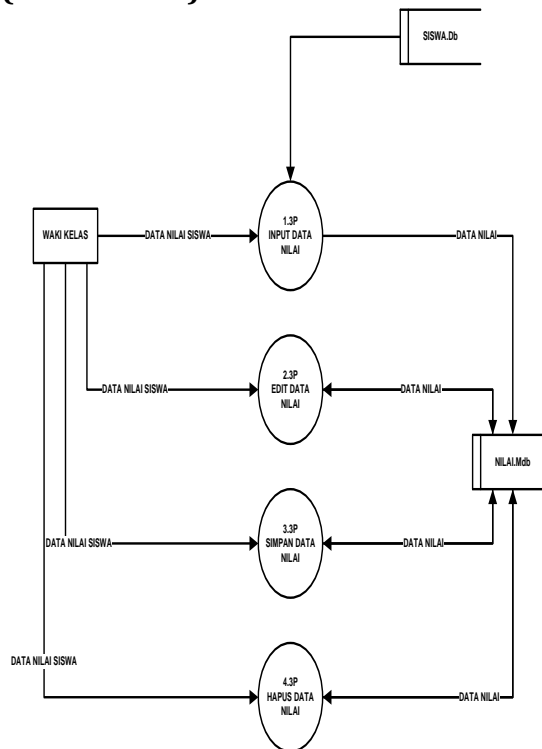 SISWA.Db
1.3P
INPUT DATA
NILAI
WAKI KELAS
DATA NILAI SISWA
DATA NILAI
2.3P
EDIT DATA
NILAI
DATA NILAI SISWA
DATA NILAI
NILAI.Mdb
3.3P
SIMPAN DATA
NILAI
DATA NILAI SISWA
DATA NILAI
DATA NILAI SISWA
4.3P
HAPUS DATA
NILAI
DATA NILAI